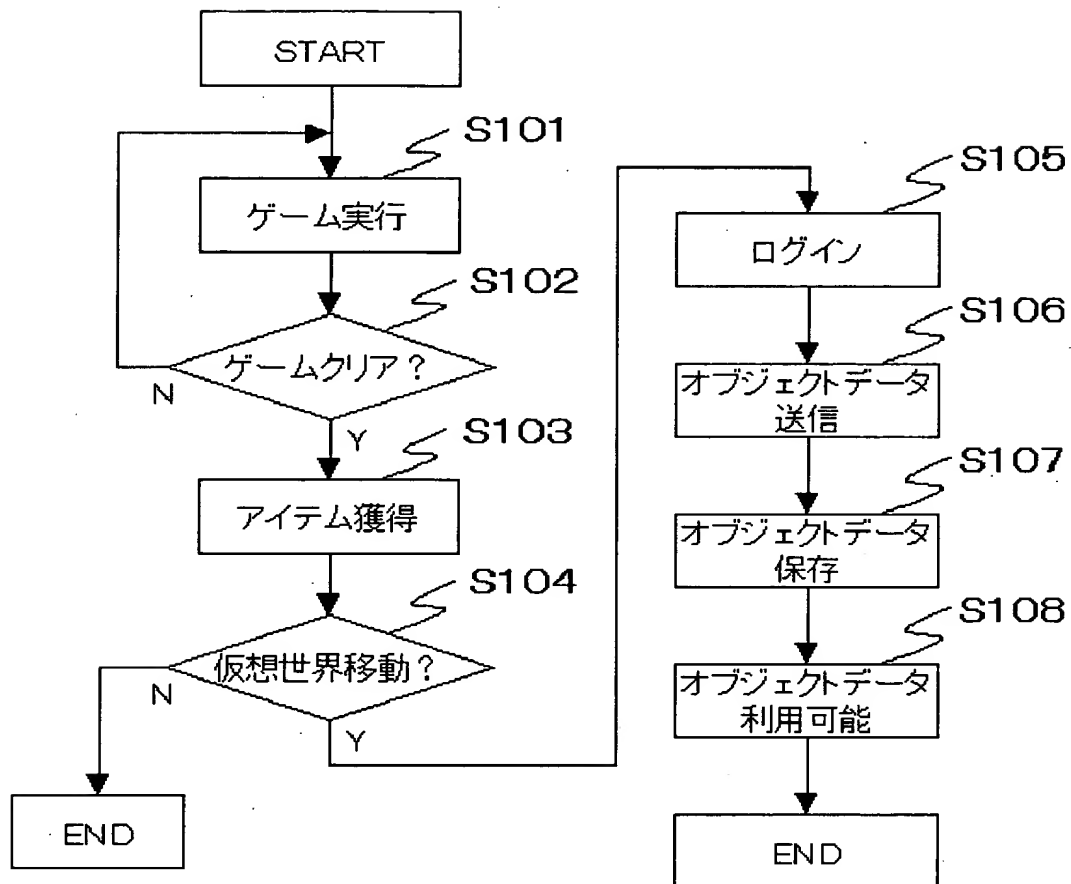 START
S101
ゲーム実行
S102
ゲームクリア?
N
Y
S103
アイテム獲得
S104
仮想世界移動?
N
Y
END
S105
ログイン
S106
オブジェクトデータ
送信
S107
オブジェクトデータ
保存
S108
オブジェクトデータ
利用可能
END